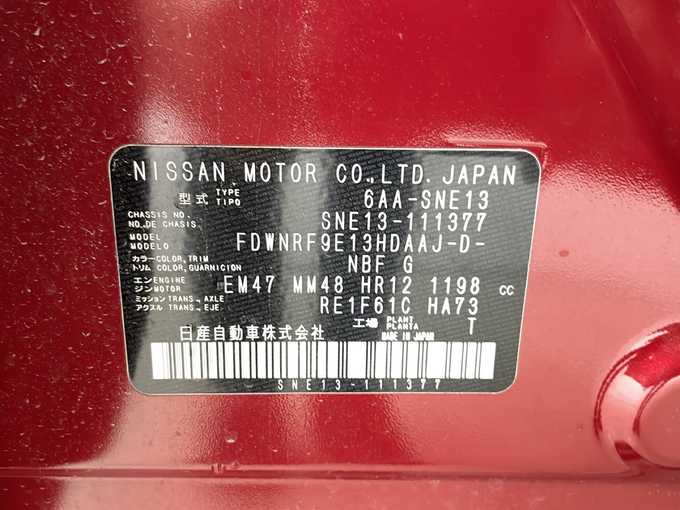 NISSAN MOTOR CO.,LTD. JAPAN
型式 TYPE TIPO 6AA-SNE13
CHASSIS NO. NO. DE CHASIS SNE13-111377
MODEL MODELO FDWNRF9E13HDAAJ-D-
カラー COLOR,TRIM トリム COLOR,GUARNICION NBF G
エンジン ENGINE MOTOR EM47 MM48 HR12 1198 CC
ミッション TRANS., AXLE アクスル TRANS., EJE RE1F61C HA73
工場 PLANT PLANTA T
日産自動車株式会社 MADE IN JAPAN
SNE13-111377